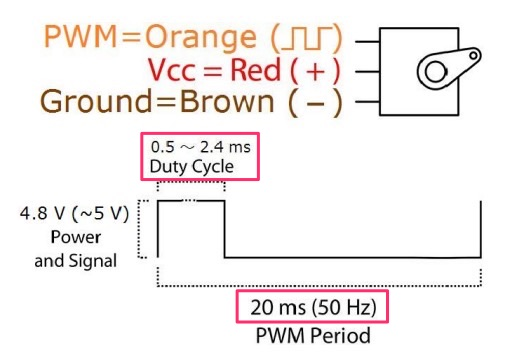 PWM=Orange (⎍⎍)
Vcc = Red ( + )
Ground=Brown ( − )
0.5 ～ 2.4 ms
Duty Cycle
4.8 V (~5 V)
Power
and Signal
20 ms (50 Hz)
PWM Period